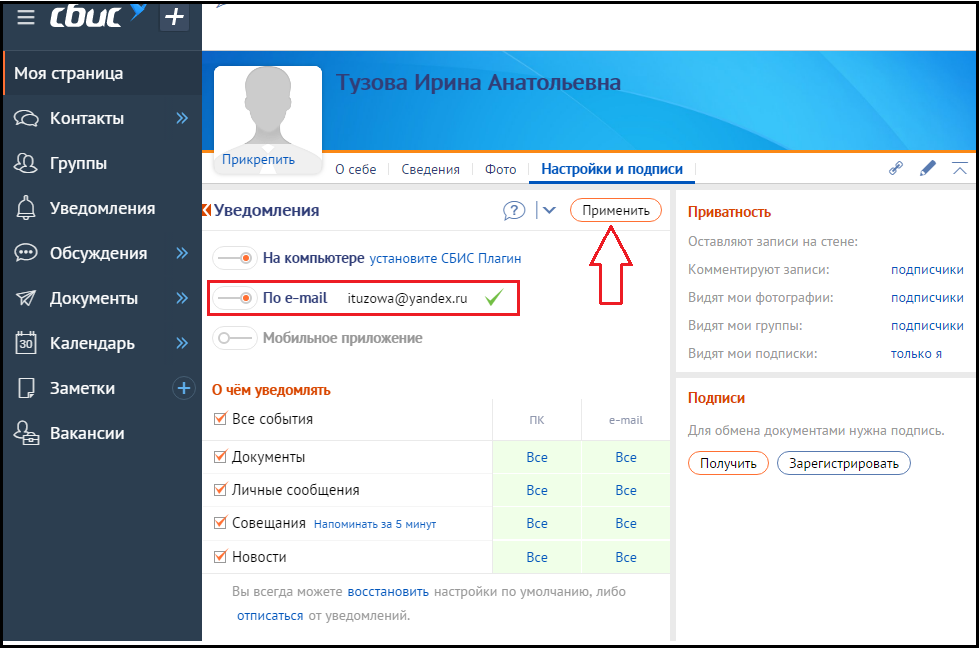 сбис +
Моя страница
Контакты
Группы
Уведомления
Обсуждения
Документы
30 Календарь
Заметки
Вакансии
Тузова Ирина Анатольевна
Прикрепить
О себе Сведения Фото Настройки и подписи
Уведомления ? Применить
На компьютере установите СБИС Плагин
По e-mail ituzowa@yandex.ru
Мобильное приложение
О чём уведомлять
Все события ПК e-mail
Документы Все Все
Личные сообщения Все Все
Совещания Напоминать за 5 минут Все Все
Новости Все Все
Вы всегда можете восстановить настройки по умолчанию, либо
отписаться от уведомлений.
Приватность
Оставляют записи на стене:
Комментируют записи: подписчики
Видят мои фотографии: подписчики
Видят мои группы: подписчики
Видят мои подписки: только я
Подписи
Для обмена документами нужна подпись.
Получить Зарегистрировать